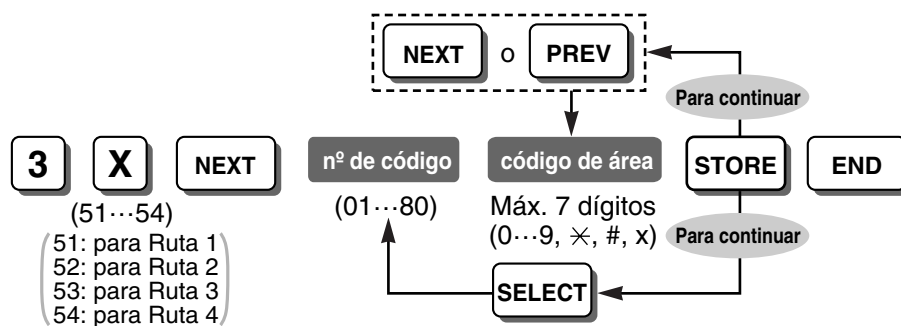 NEXT o PREV
Para continuar
3 X NEXT nº de código código de área STORE END
(51···54) (01···80) Máx. 7 dígitos
(0···9, ✳, #, x) Para continuar
51: para Ruta 1
52: para Ruta 2
53: para Ruta 3
54: para Ruta 4
SELECT